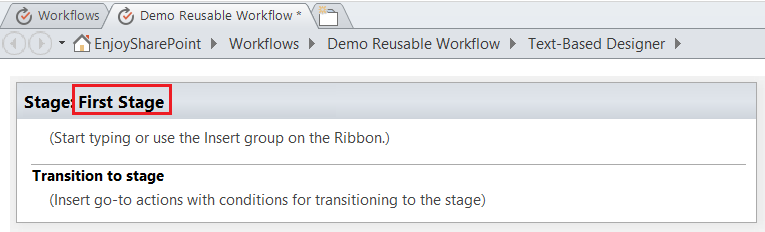 Workflows Demo Reusable Workflow *
EnjoySharePoint Workflows Demo Reusable Workflow Text-Based Designer
Stage: First Stage
(Start typing or use the Insert group on the Ribbon.)
Transition to stage
(Insert go-to actions with conditions for transitioning to the stage)